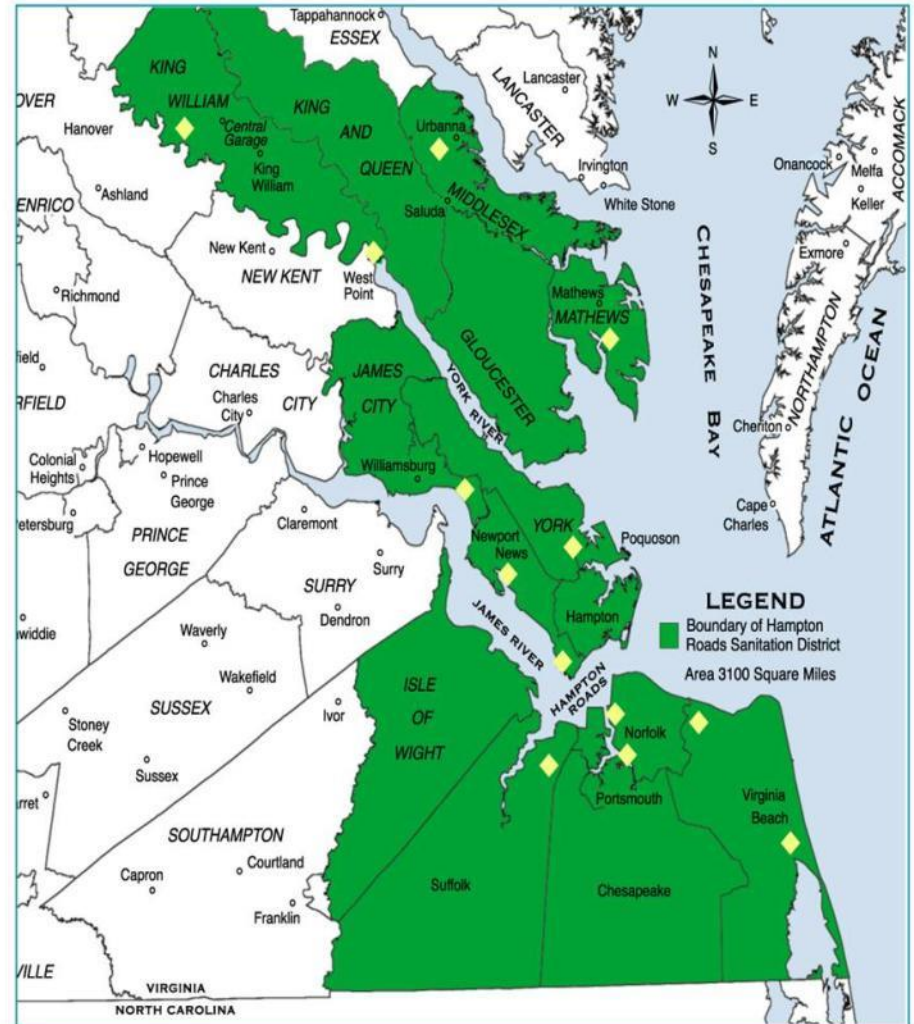 Tappahannock
ESSEX
KING
WILLIAM
KING
AND
QUEEN
LANCASTER
Lancaster
N
W
E
S
OVER
Hanover
Central
Garage
King
William
Urbanna
Irvington
White Stone
Onancock
Melfa
Keller
ACCOMACK
ENRICO
Ashland
Saluda
MIDDLESEX
New Kent
NEW KENT
West
Point
Exmore
Richmond
Mathews
MATHEWS
CHESAPEAKE BAY
NORTHAMPTON
ATLANTIC OCEAN
field
RFIELD
CHARLES
CITY
Charles
City
JAMES
CITY
YORK RIVER
GLOUCESTER
Cheriton
Colonial
Heights
Hopewell
Prince
George
Williamsburg
Cape
Charles
etersburg
PRINCE
GEORGE
Claremont
Surry
SURRY
Dendron
Newport
News
YORK
Poquoson
Hampton
JAMES RIVER
HAMPTON
ROADS
LEGEND
Boundary of Hampton
Roads Sanitation District
Area 3100 Square Miles
widdie
Waverly
Wakefield
SUSSEX
Stoney
Creek
Sussex
Ivor
ISLE
OF
WIGHT
Norfolk
Portsmouth
Virginia
Beach
rret
SOUTHAMPTON
Courtland
Capron
Franklin
Suffolk
Chesapeake
VILLE
VIRGINIA
NORTH CAROLINA